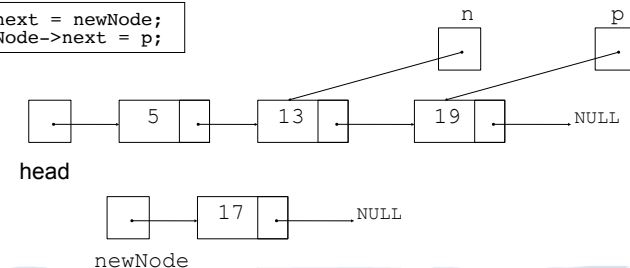 next = newNode;
Node->next = p;
n p
5 13 19 NULL
head
17 NULL
newNode